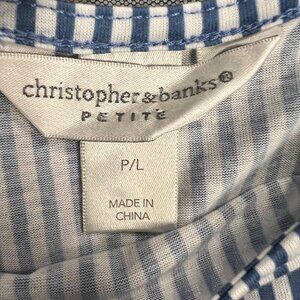 christopher&banks®
PETITE
P/L
MADE IN
CHINA